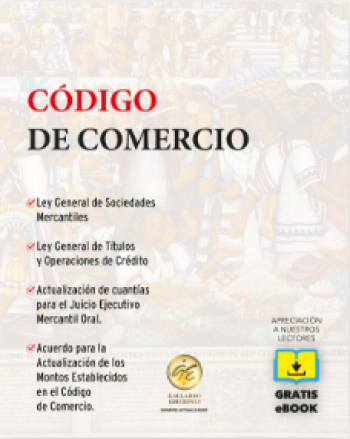 CÓDIGO
DE COMERCIO
Ley General de Sociedades
Mercantiles
Ley General de Títulos
y Operaciones de Crédito
Actualización de cuantías
para el Juicio Ejecutivo
Mercantil Oral.
Acuerdo para la
Actualización de los
Montos Establecidos
en el Código
de Comercio.
APRECIACIÓN
A NUESTROS
LECTORES
GRATIS
eBOOK
GALLARDO
EDICIONES